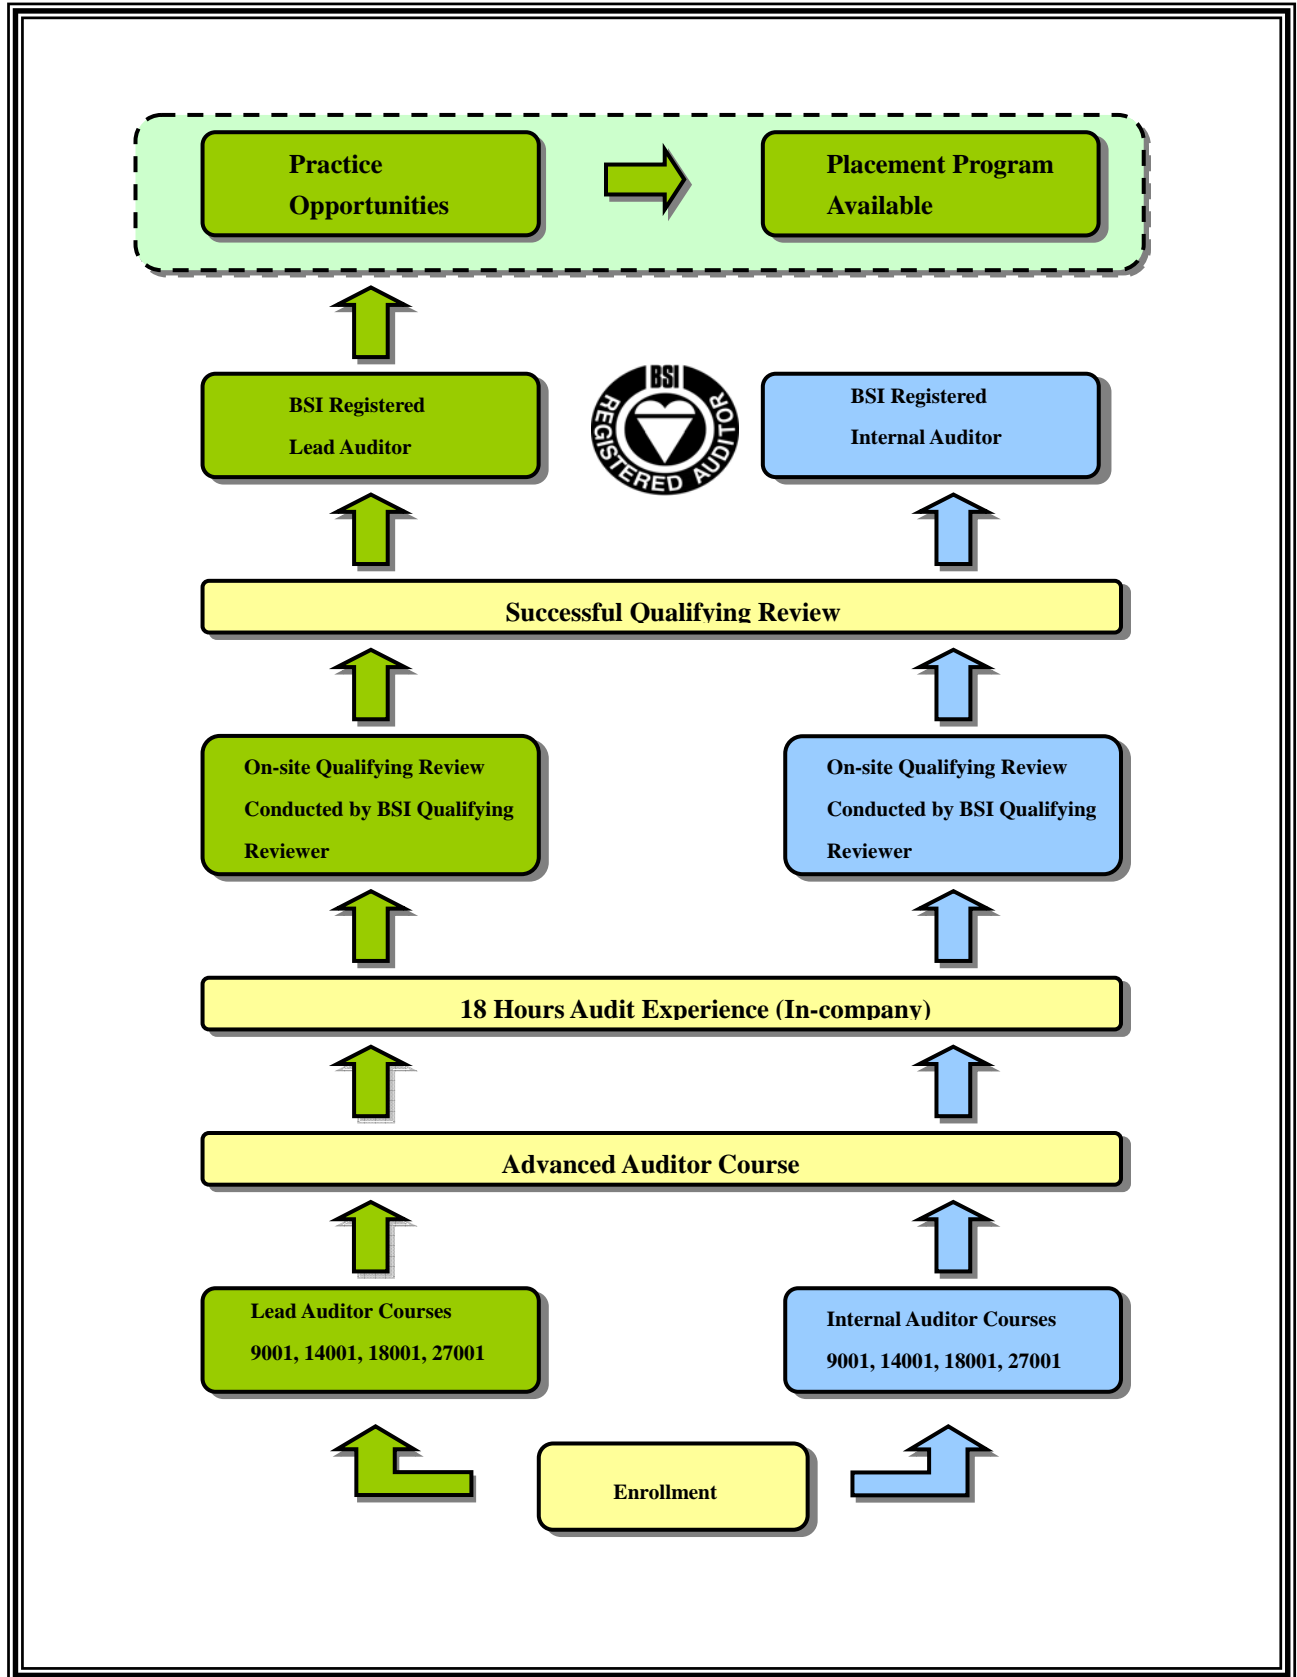 Practice
Opportunities
Placement Program
Available
BSI Registered
Lead Auditor
BSI
REGISTERED AUDITOR
BSI Registered
Internal Auditor
Successful Qualifying Review
On-site Qualifying Review
Conducted by BSI Qualifying
Reviewer
On-site Qualifying Review
Conducted by BSI Qualifying
Reviewer
18 Hours Audit Experience (In-company)
Advanced Auditor Course
Lead Auditor Courses
9001, 14001, 18001, 27001
Internal Auditor Courses
9001, 14001, 18001, 27001
Enrollment